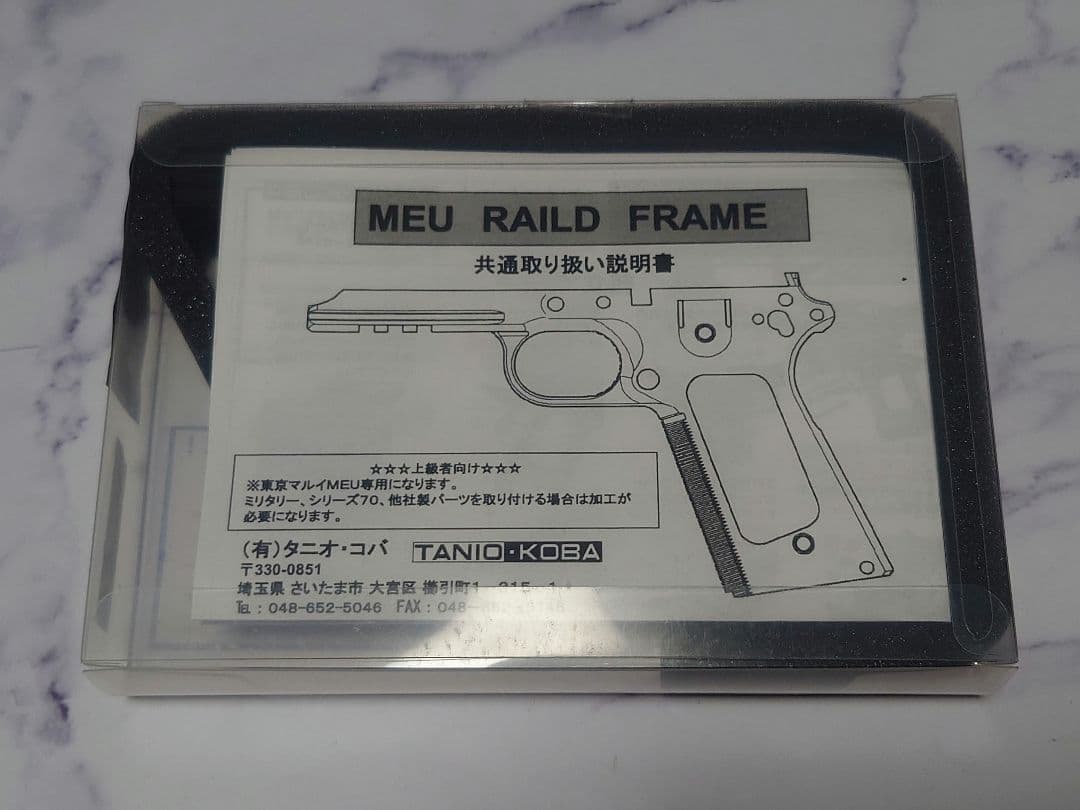 MEU RAILD FRAME
共通取り扱い説明書
☆☆☆上級者向け☆☆☆
※東京マルイMEU専用になります。
ミリタリー、シリーズ70、他社製パーツを取り付ける場合は加工が
必要になります。
(有)タニオ・コバ TANIO・KOBA
〒330-0851
埼玉県 さいたま市 大宮区 櫛引町1
℡：048-652-5046 FAX：048-